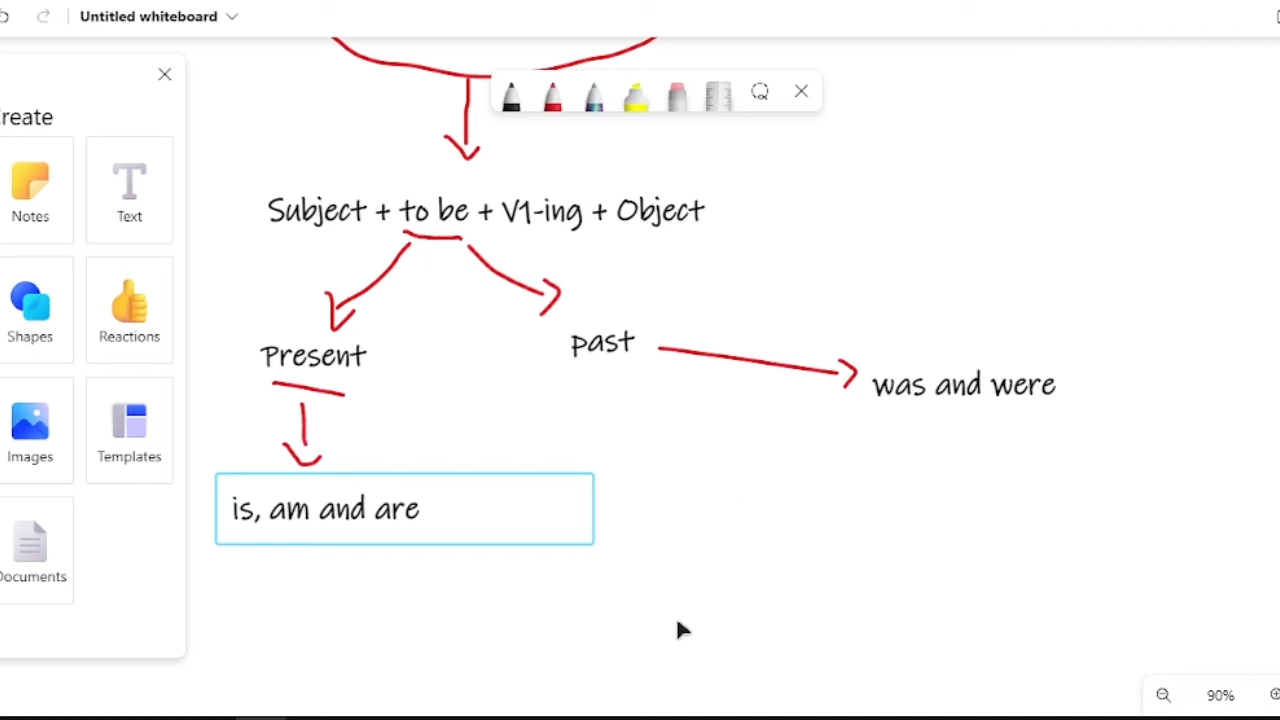 Untitled whiteboard
reate
Notes
Text
Shapes
Reactions
Images
Templates
Documents
Subject + to be + V1-ing + Object
Present
past
was and were
is, am and are
90%